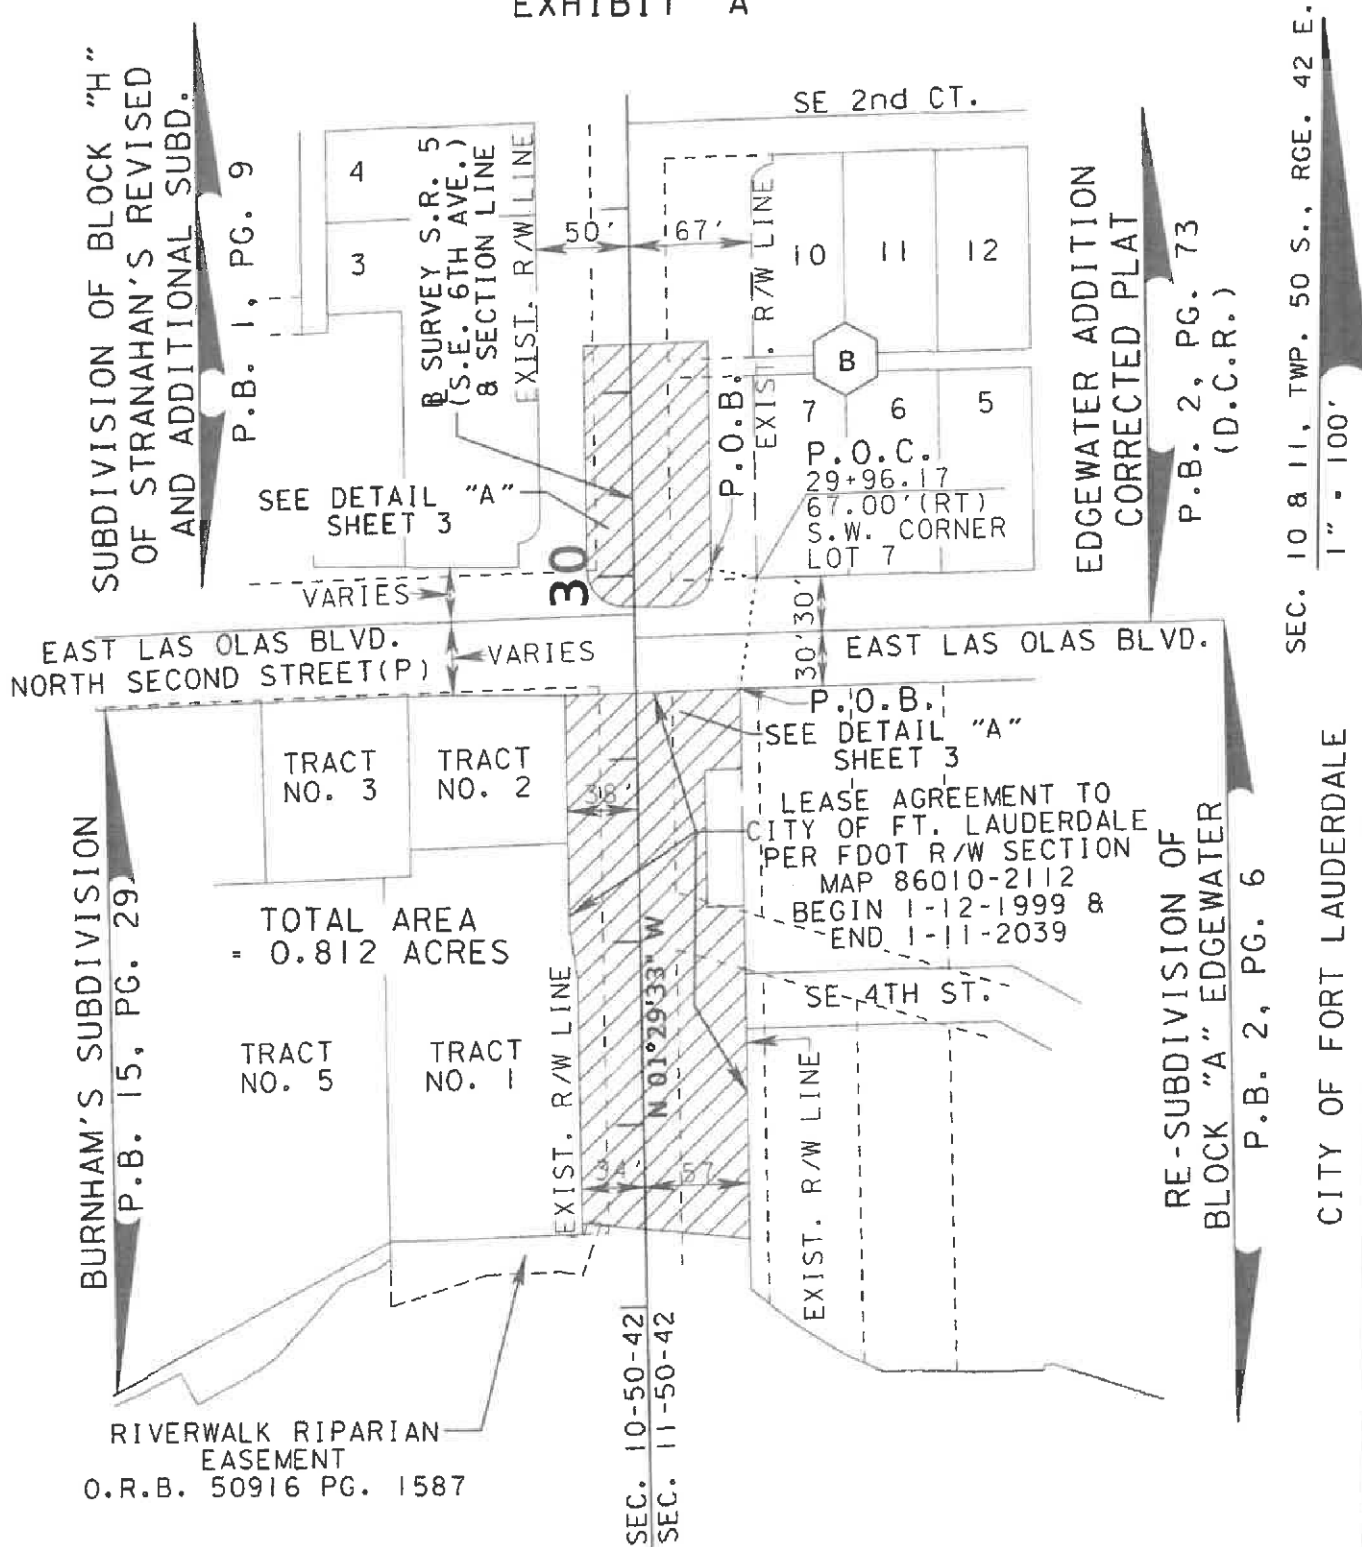 EXHIBIT "A"
SUBDIVISION OF BLOCK "H"
OF STRANAHAN'S REVISED
AND ADDITIONAL SUBD.
P.B. 1, PG. 9
4
3
B SURVEY S.R. 5
(S.E. 6TH AVE.)
& SECTION LINE
EXIST. R/W LINE
50'
67'
SE 2nd CT.
EXIST. R/W LINE
10
11
12
B
7
6
5
P.O.B.
P.O.C.
29+96.17
67.00'(RT)
S.W. CORNER
LOT 7
EDGEWATER ADDITION
CORRECTED PLAT
P.B. 2, PG. 73
(D.C.R.)
SEC. 10 & 11, TWP. 50 S., RGE. 42 E.
1" = 100'
SEE DETAIL "A"
SHEET 3
30
VARIES
VARIES
EAST LAS OLAS BLVD.
NORTH SECOND STREET(P)
30'
30'
EAST LAS OLAS BLVD.
P.O.B.
SEE DETAIL "A"
SHEET 3
LEASE AGREEMENT TO
CITY OF FT. LAUDERDALE
PER FDOT R/W SECTION
MAP 86010-2112
BEGIN 1-12-1999 &
END 1-11-2039
TRACT
NO. 3
TRACT
NO. 2
38'
BURNHAM'S SUBDIVISION
P.B. 15, PG. 29
TOTAL AREA
= 0.812 ACRES
TRACT
NO. 5
TRACT
NO. 1
EXIST. R/W LINE
N 01°29'33" W
34'
57'
SE 4TH ST.
EXIST. R/W LINE
RE-SUBDIVISION OF
BLOCK "A" EDGEWATER
P.B. 2, PG. 6
CITY OF FORT LAUDERDALE
RIVERWALK RIPARIAN
EASEMENT
O.R.B. 50916 PG. 1587
SEC. 10-50-42
SEC. 11-50-42